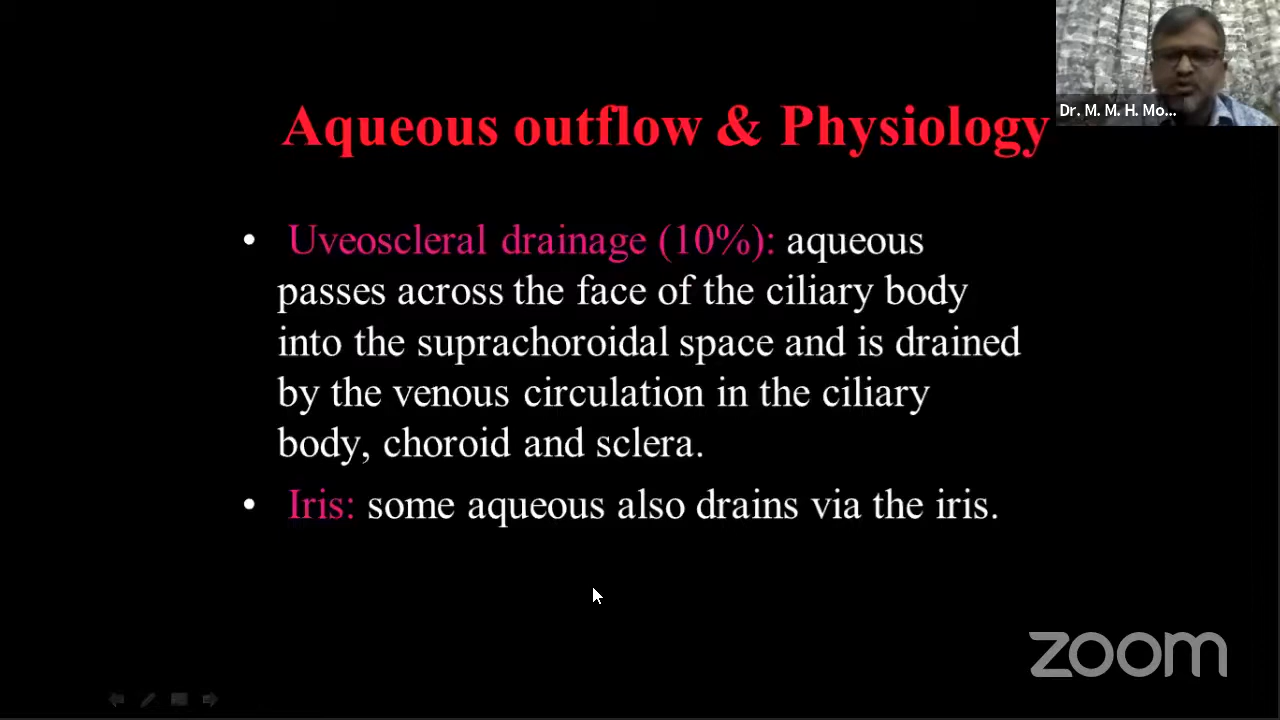 Dr. M. M. H. Mo...
Aqueous outflow & Physiology
• Uveoscleral drainage (10%): aqueous
passes across the face of the ciliary body
into the suprachoroidal space and is drained
by the venous circulation in the ciliary
body, choroid and sclera.
• Iris: some aqueous also drains via the iris.
zoom